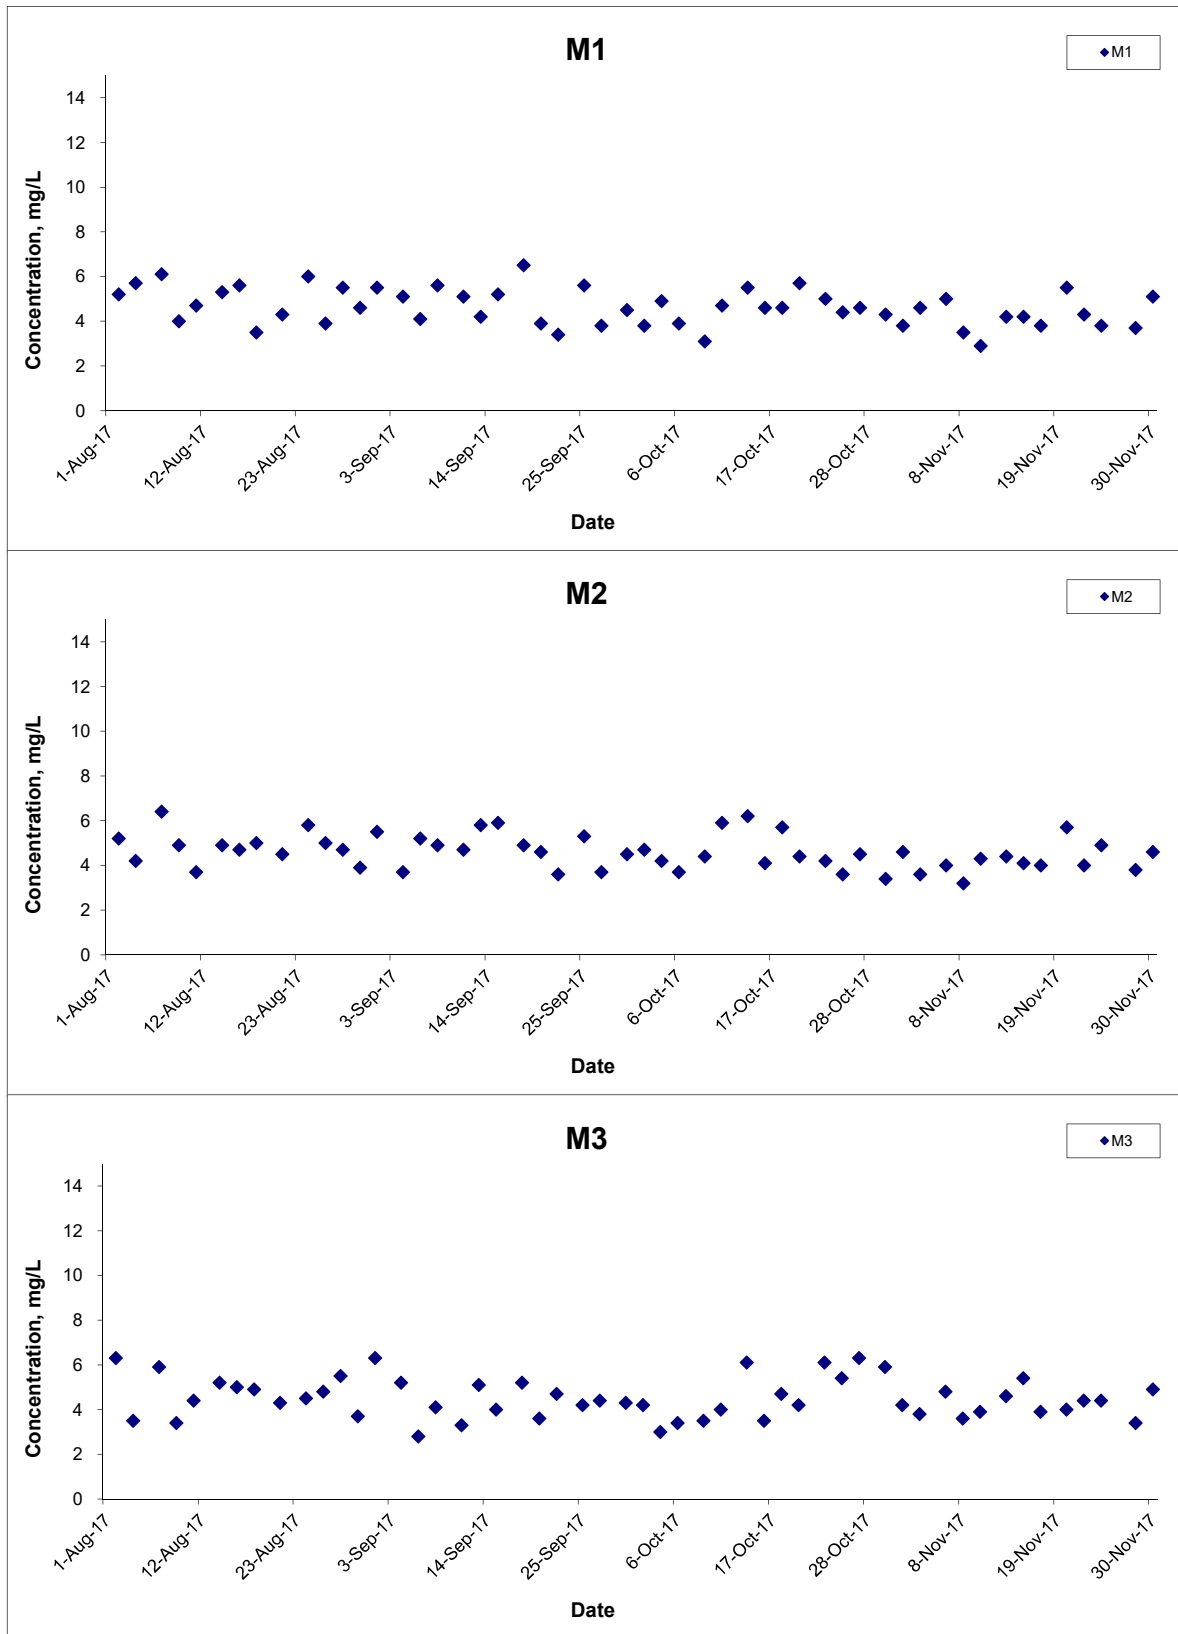 M1
M1
14
12
10
8
6
4
2
0
Concentration, mg/L
1-Aug-17
12-Aug-17
23-Aug-17
3-Sep-17
14-Sep-17
25-Sep-17
6-Oct-17
17-Oct-17
28-Oct-17
8-Nov-17
19-Nov-17
30-Nov-17
Date
M2
M2
14
12
10
8
6
4
2
0
Concentration, mg/L
1-Aug-17
12-Aug-17
23-Aug-17
3-Sep-17
14-Sep-17
25-Sep-17
6-Oct-17
17-Oct-17
28-Oct-17
8-Nov-17
19-Nov-17
30-Nov-17
Date
M3
M3
14
12
10
8
6
4
2
0
Concentration, mg/L
1-Aug-17
12-Aug-17
23-Aug-17
3-Sep-17
14-Sep-17
25-Sep-17
6-Oct-17
17-Oct-17
28-Oct-17
8-Nov-17
19-Nov-17
30-Nov-17
Date